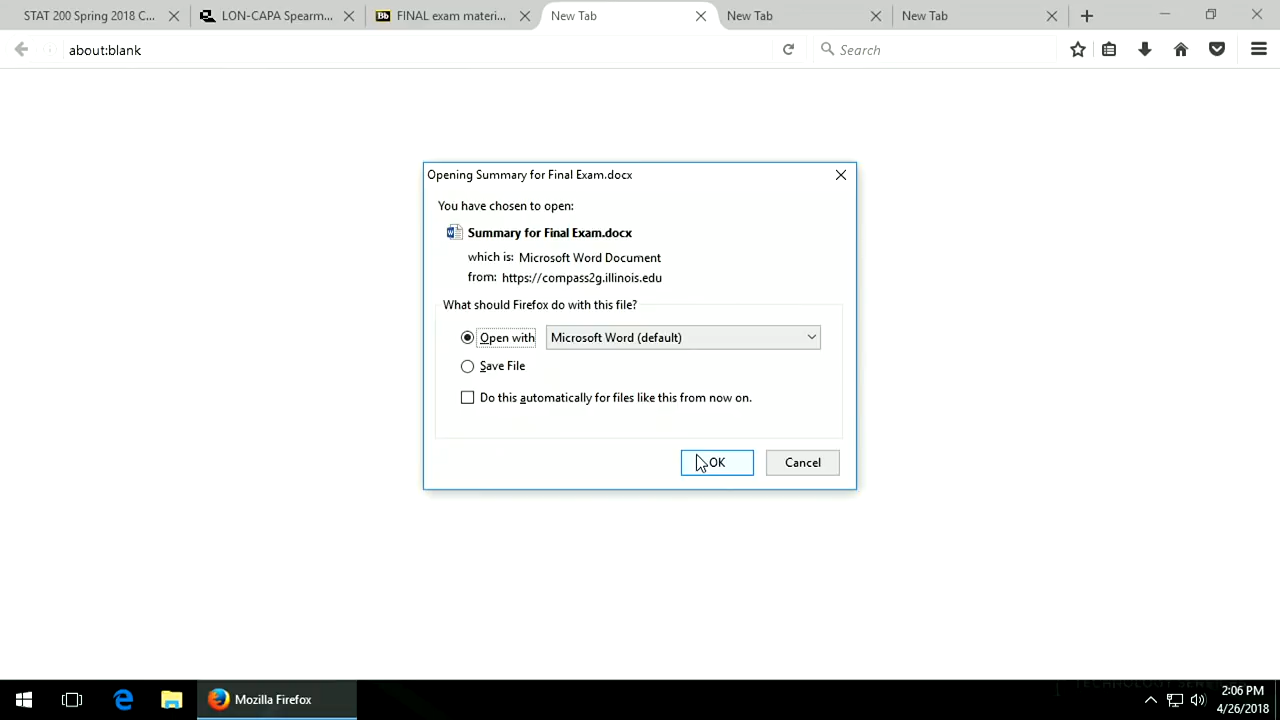 STAT 200 Spring 2018 C...
LON-CAPA Spearm...
Bb
FINAL exam materi...
New Tab
New Tab
New Tab
about:blank
Search
Opening Summary for Final Exam.docx
You have chosen to open:
Summary for Final Exam.docx
which is: Microsoft Word Document
from: https://compass2g.illinois.edu
What should Firefox do with this file?
Open with
Microsoft Word (default)
Save File
Do this automatically for files like this from now on.
OK
Cancel
Mozilla Firefox
TECHNOLOGY SERVICES
2:06 PM
4/26/2018